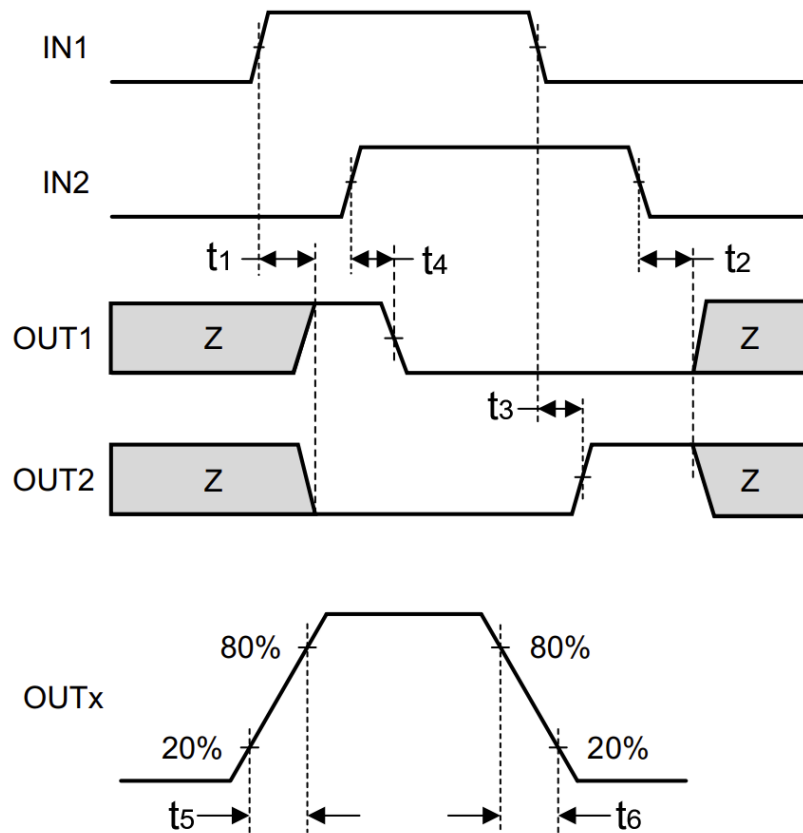 IN1
IN2
t1 t4 t2
OUT1 Z Z
t3
OUT2 Z Z
80% 80%
OUTx
20% 20%
t5 t6